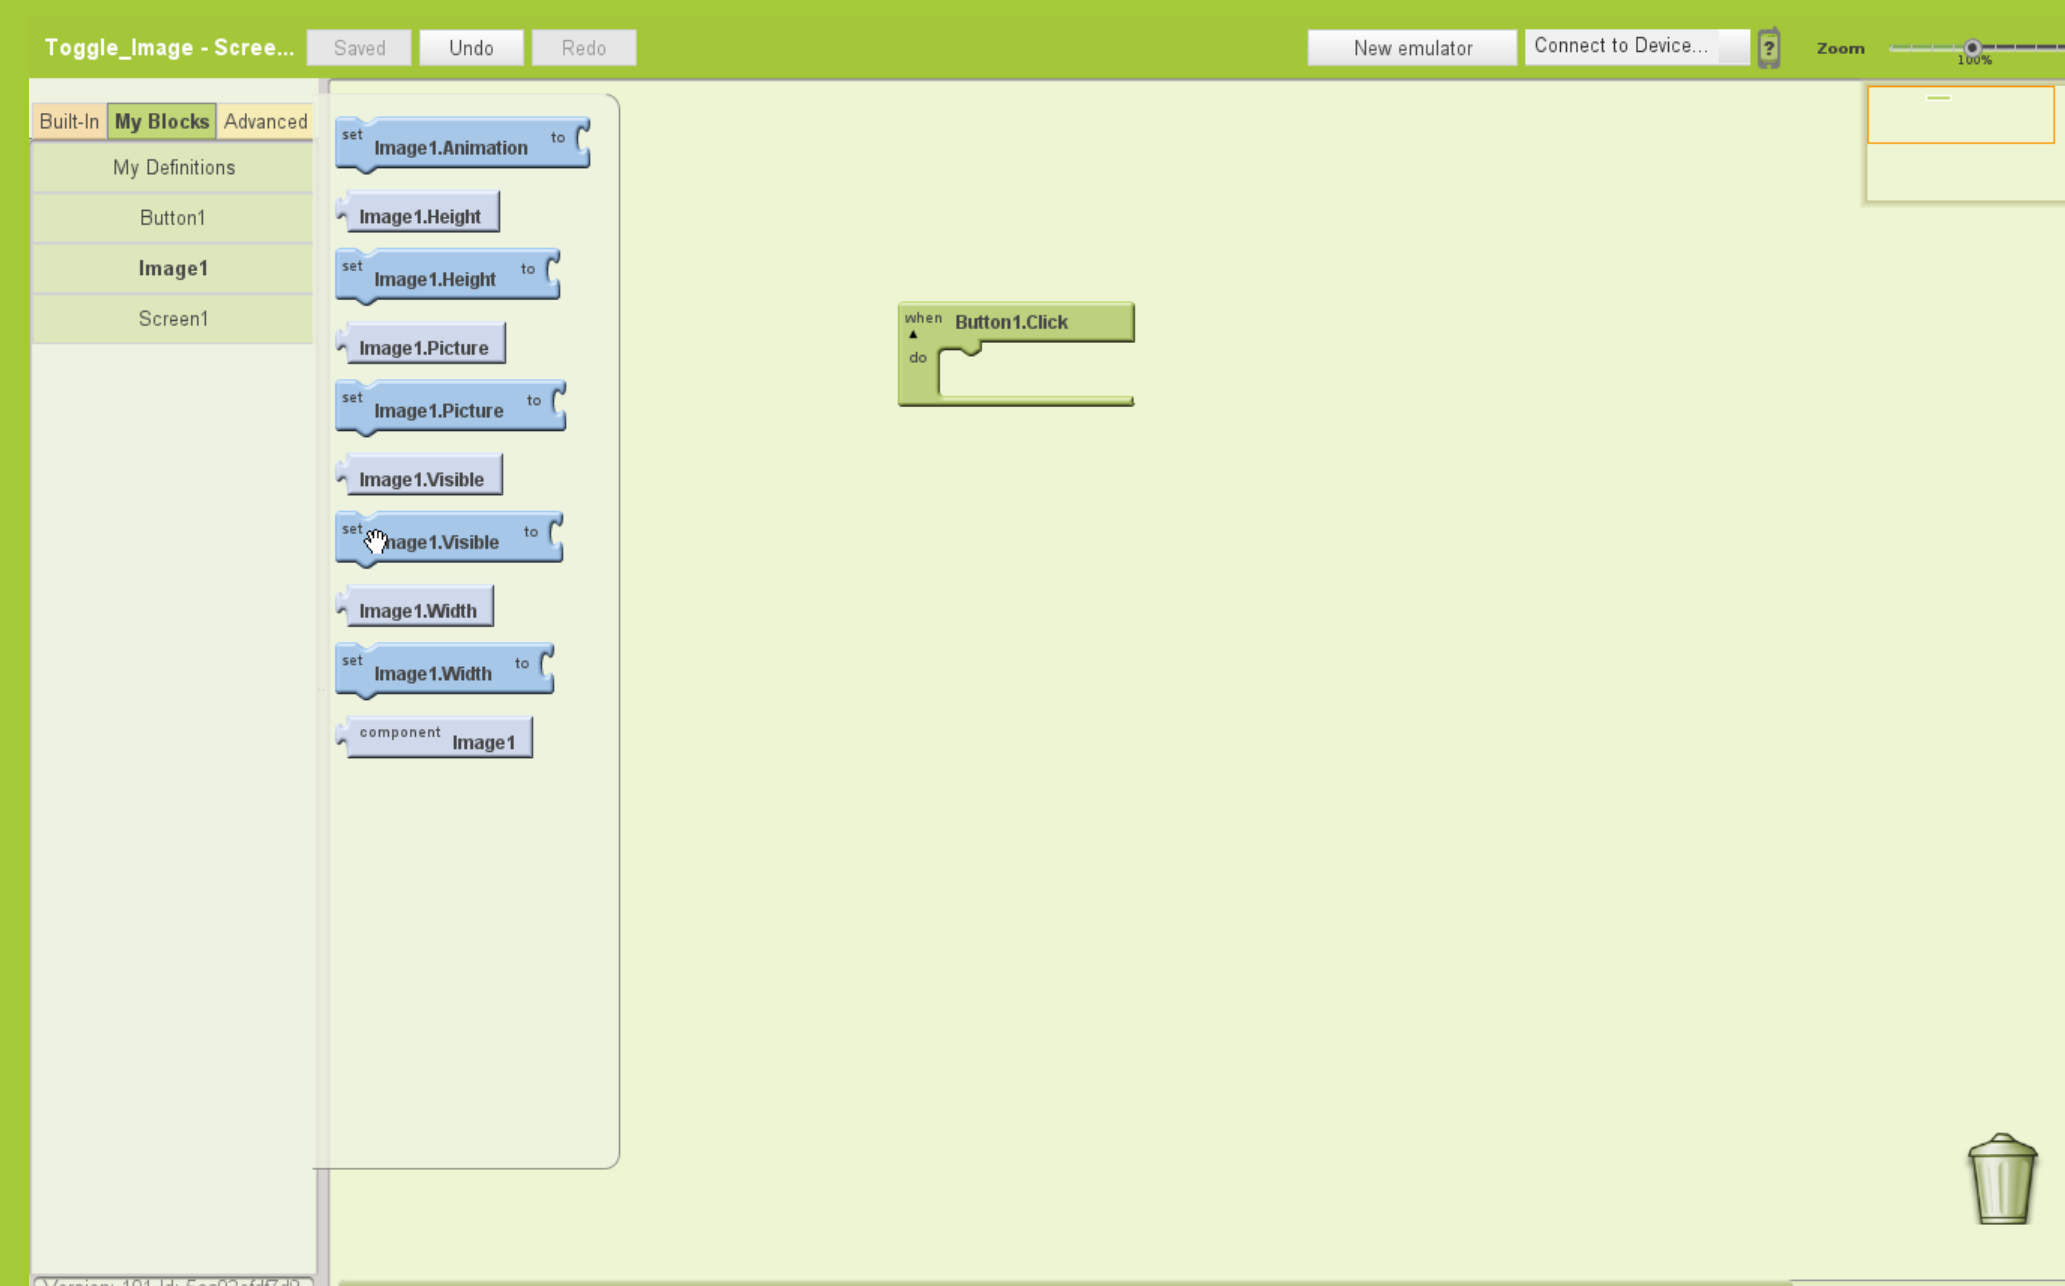 Toggle_Image - Scree...
Saved
Undo
Redo
New emulator
Connect to Device...
?
Zoom
100%
Built-In
My Blocks
Advanced
My Definitions
Button1
Image1
Screen1
set Image1.Animation to
Image1.Height
set Image1.Height to
Image1.Picture
set Image1.Picture to
Image1.Visible
set mage1.Visible to
Image1.Width
set Image1.Width to
component Image1
when Button1.Click
do